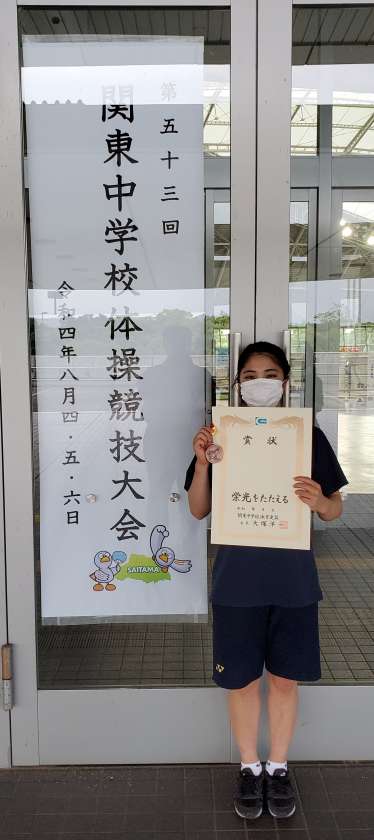 第五十三回
関東中学校体操競技大会
令和四年八月四・五・六日
SAITAMA
賞状
栄光をたたえる